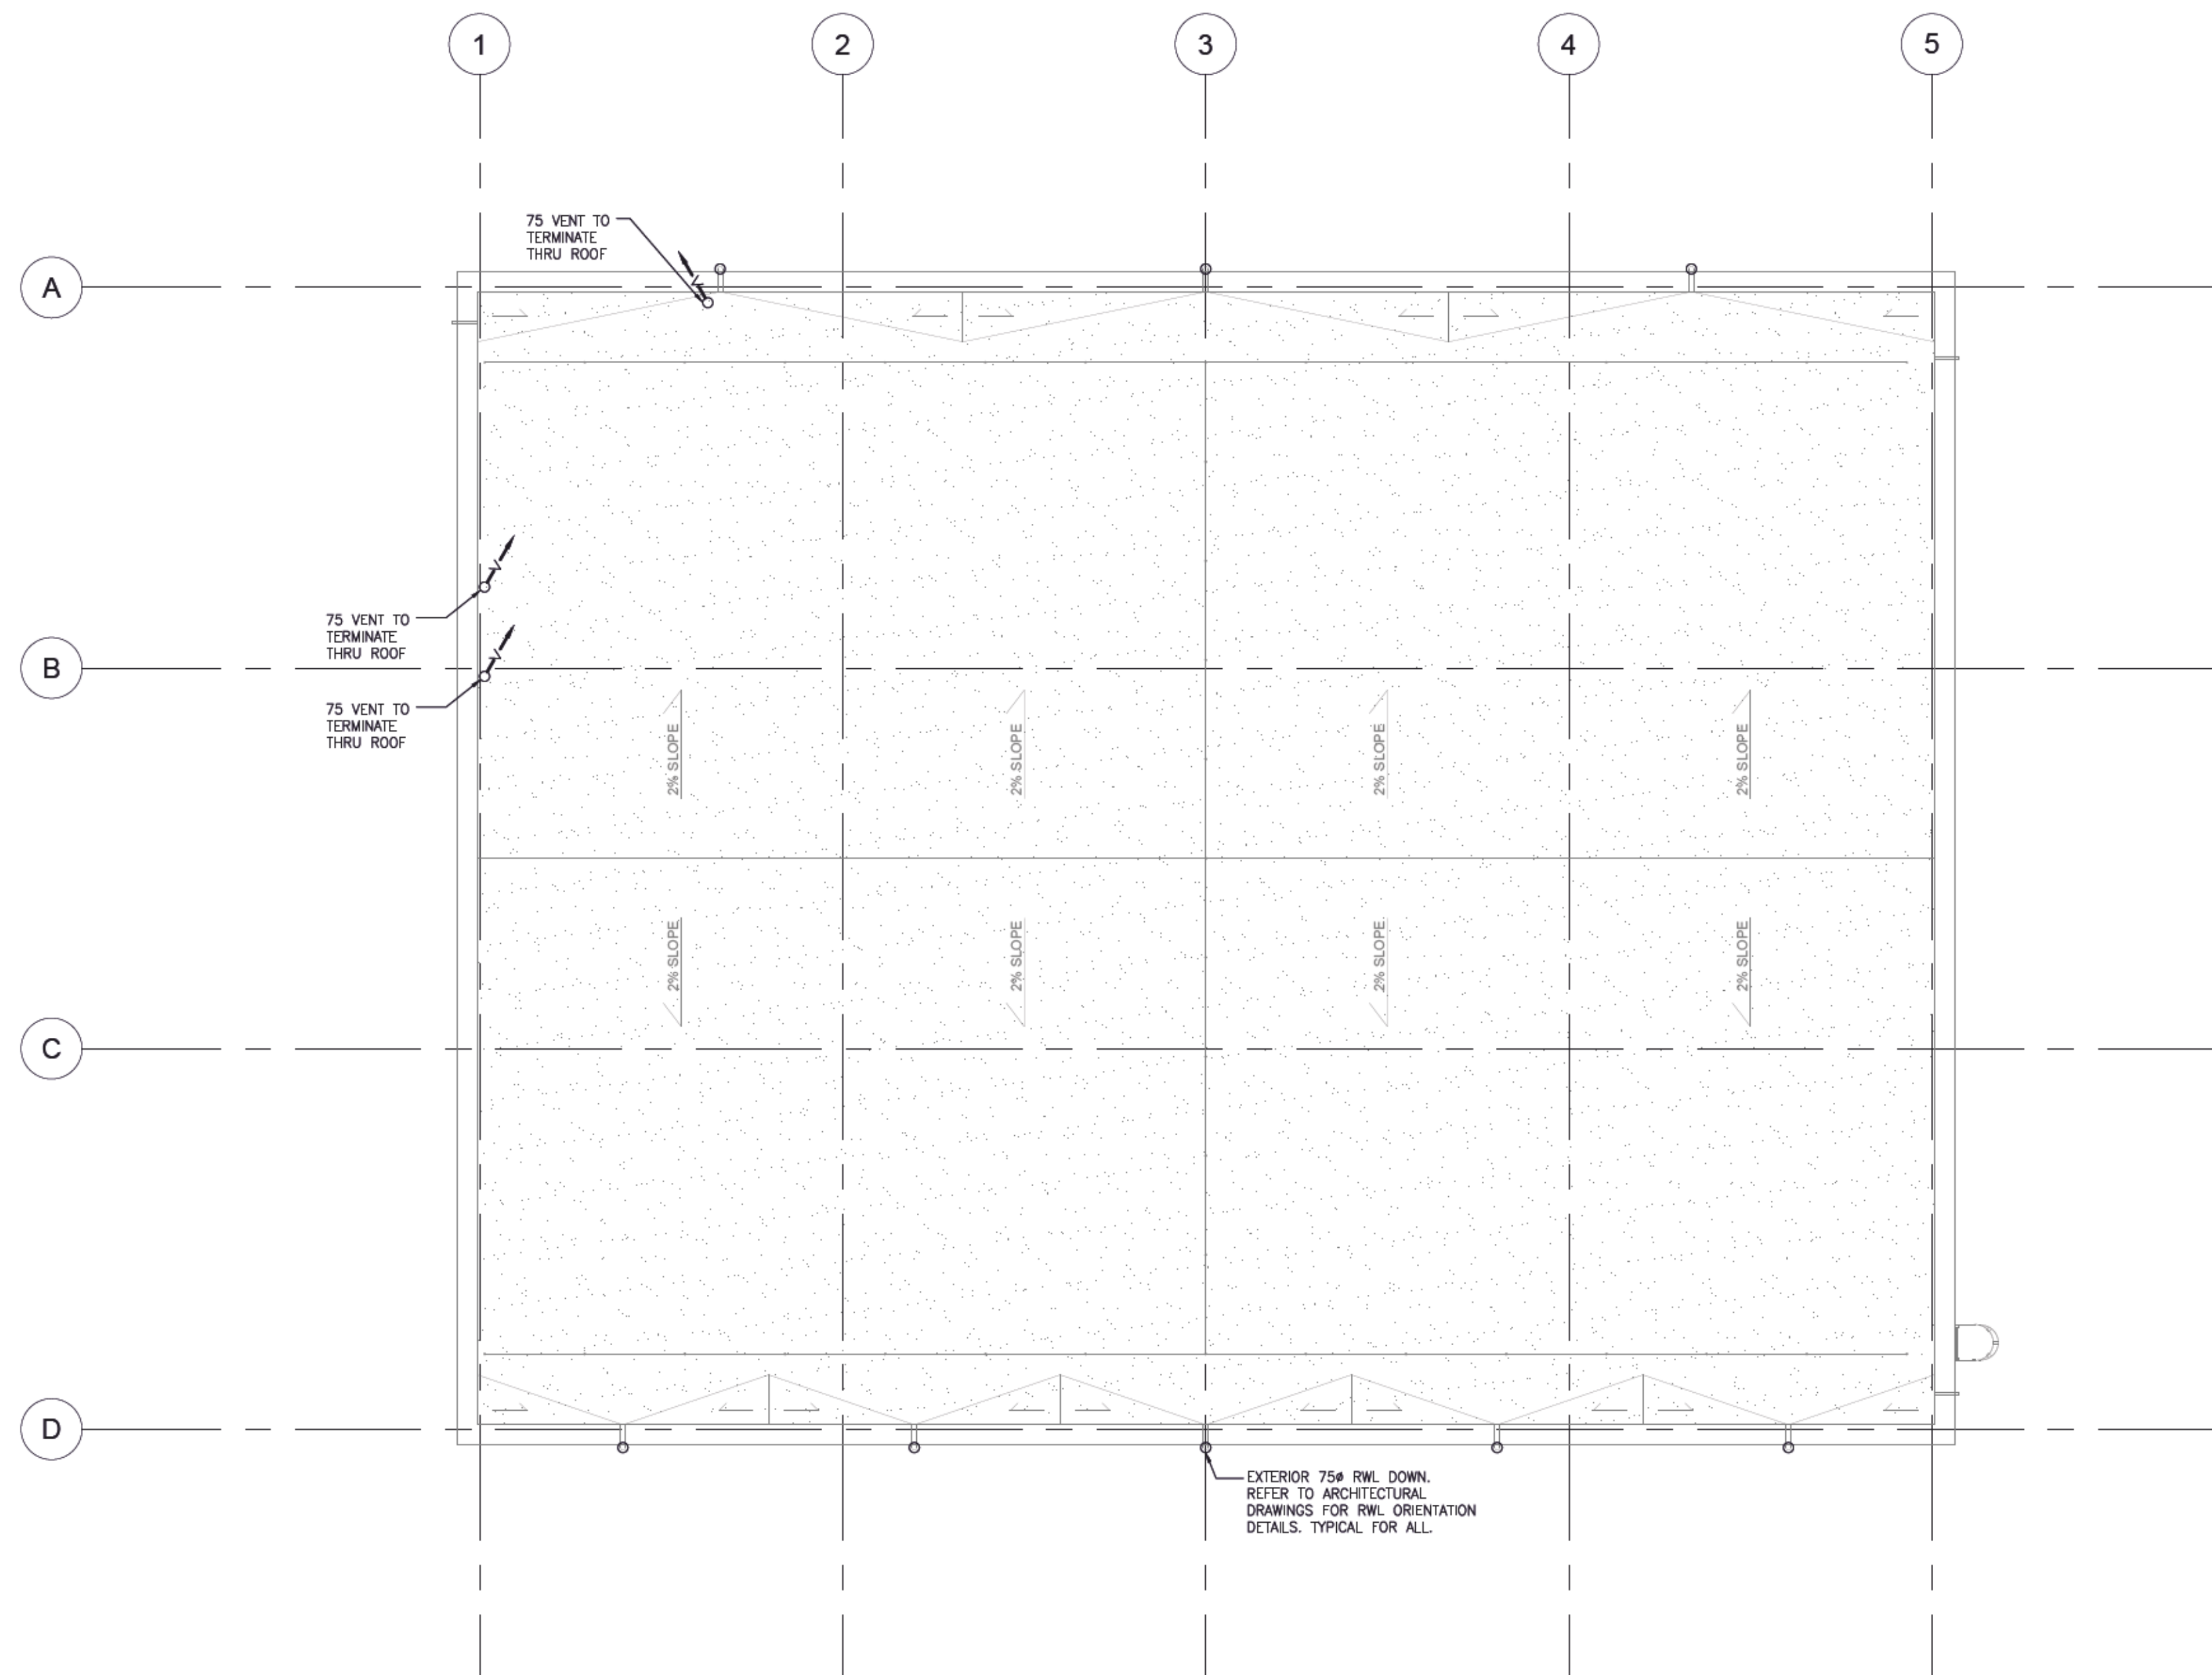 1
2
3
4
5
75 VENT TO
TERMINATE
THRU ROOF
A
75 VENT TO
TERMINATE
THRU ROOF
B
75 VENT TO
TERMINATE
THRU ROOF
2% SLOPE
2% SLOPE
2% SLOPE
2% SLOPE
2% SLOPE
2% SLOPE
2% SLOPE
2% SLOPE
C
D
EXTERIOR 75ø RWL DOWN.
REFER TO ARCHITECTURAL
DRAWINGS FOR RWL ORIENTATION
DETAILS. TYPICAL FOR ALL.